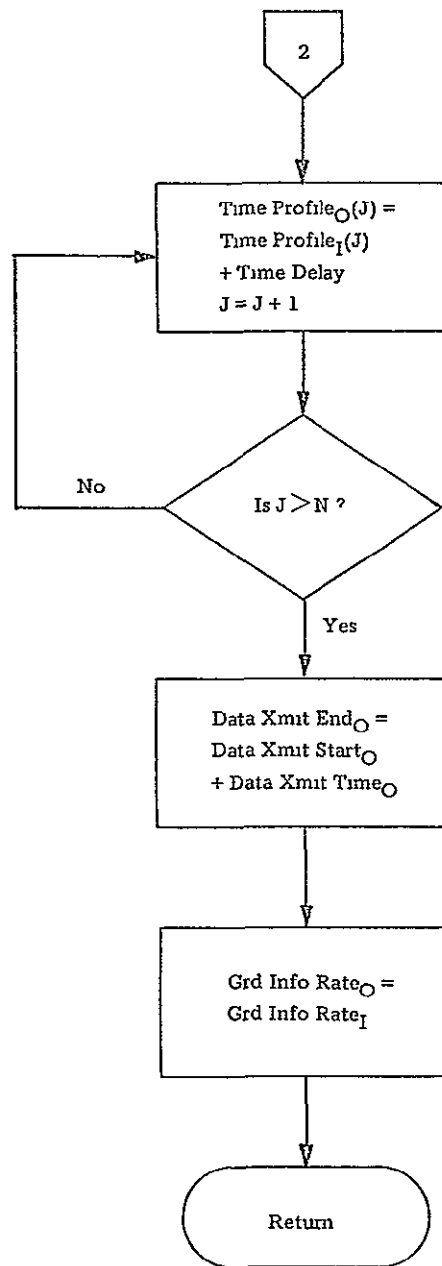 2
Time Profile_O(J) =
Time Profile_I(J)
+ Time Delay
J = J + 1
No
Is J > N ?
Yes
Data Xmit End_O =
Data Xmit Start_O
+ Data Xmit Time_O
Grd Info Rate_O =
Grd Info Rate_I
Return